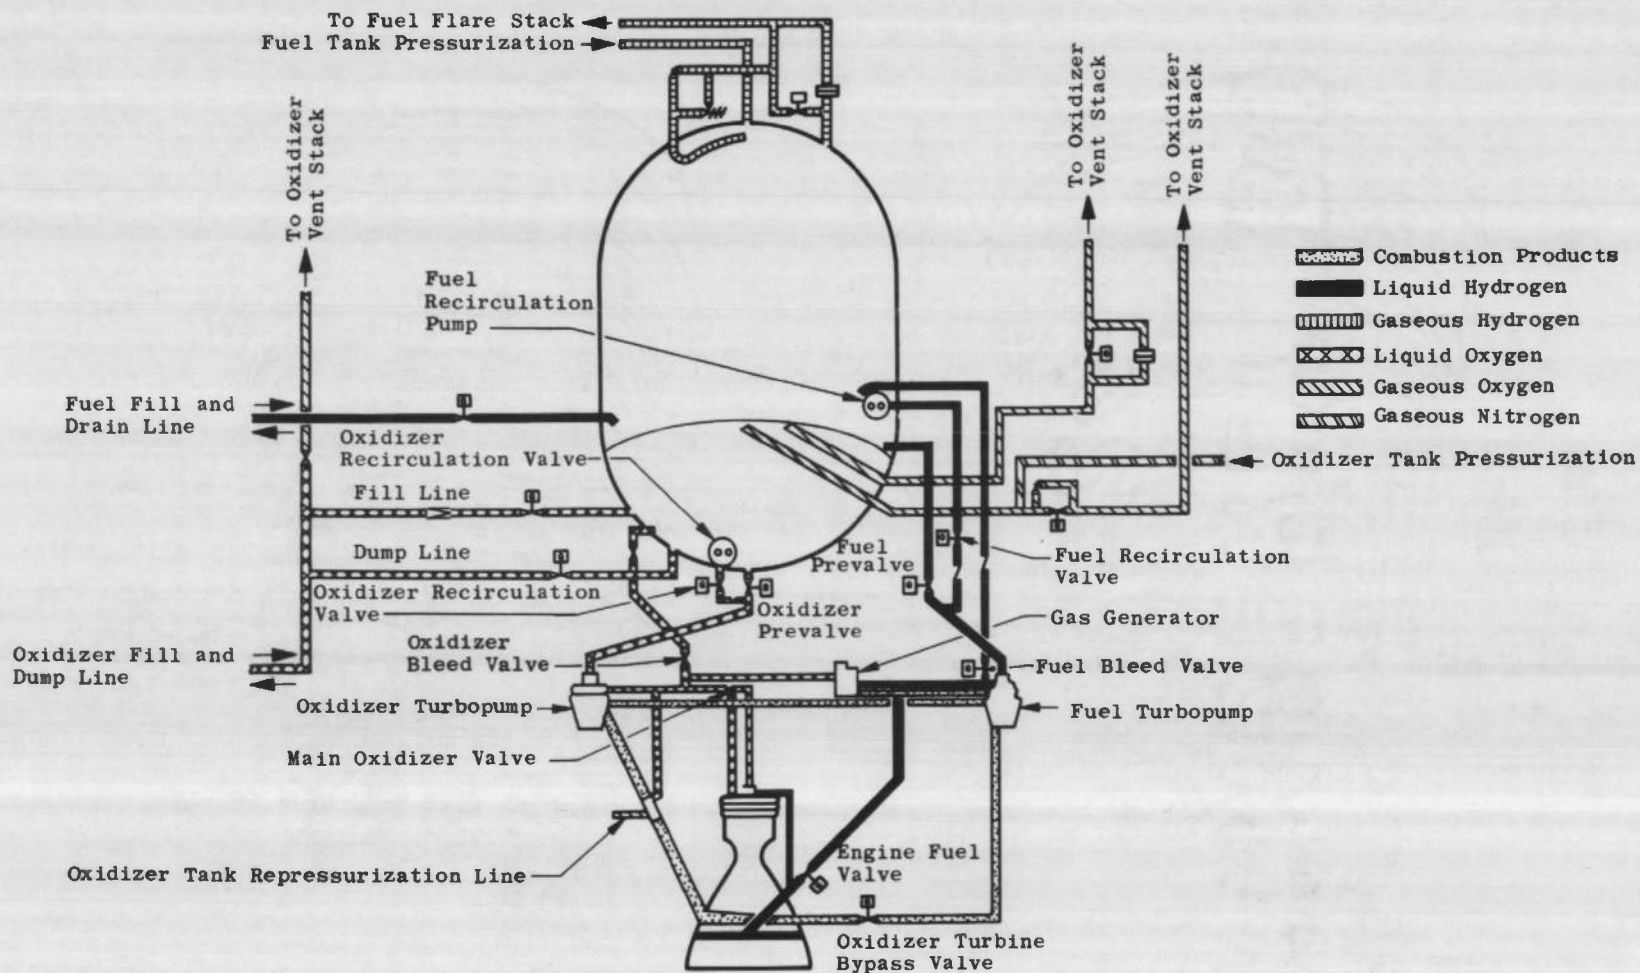 To Fuel Flare Stack
Fuel Tank Pressurization
To Oxidizer
Vent Stack
To Oxidizer
Vent Stack
To Oxidizer
Vent Stack
Fuel
Recirculation
Pump
Combustion Products
Liquid Hydrogen
Gaseous Hydrogen
Liquid Oxygen
Gaseous Oxygen
Gaseous Nitrogen
Fuel Fill and
Drain Line
Oxidizer
Recirculation Valve
Oxidizer Tank Pressurization
Fill Line
Dump Line
Fuel
Prevalve
Fuel Recirculation
Valve
Oxidizer Recirculation
Valve
Oxidizer
Prevalve
Gas Generator
Oxidizer
Bleed Valve
Oxidizer Fill and
Dump Line
Fuel Bleed Valve
Oxidizer Turbopump
Fuel Turbopump
Main Oxidizer Valve
Engine Fuel
Valve
Oxidizer Tank Repressurization Line
Oxidizer Turbine
Bypass Valve